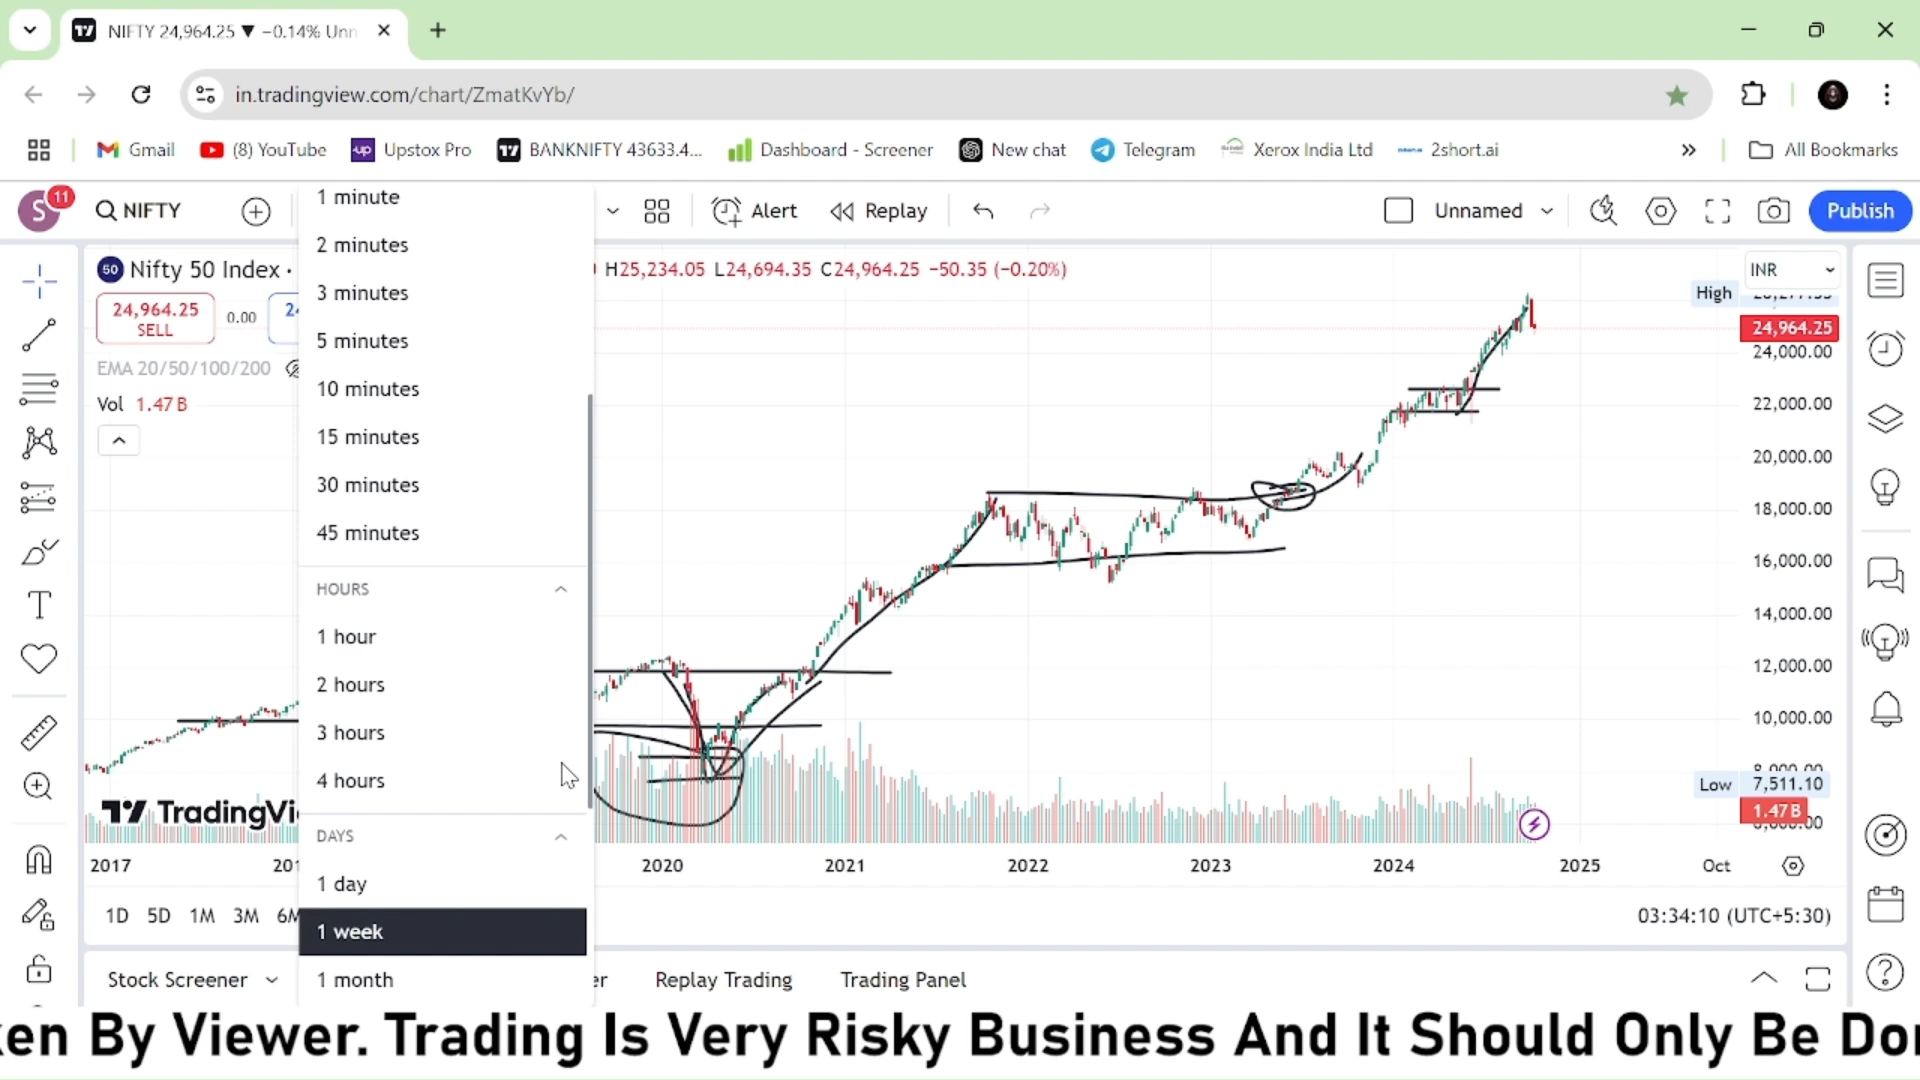 NIFTY 24,964.25 ▼ −0.14% Unn
in.tradingview.com/chart/ZmatKvYb/
Gmail (8) YouTube Upstox Pro BANKNIFTY 43633.4... Dashboard - Screener New chat Telegram Xerox India Ltd 2short.ai » All Bookmarks
S 11 NIFTY Alert Replay Unnamed Publish
1 minute
2 minutes
3 minutes
5 minutes
10 minutes
15 minutes
30 minutes
45 minutes
HOURS
1 hour
2 hours
3 hours
4 hours
DAYS
1 day
1 week
1 month
50 Nifty 50 Index · H25,234.05 L24,694.35 C24,964.25 −50.35 (−0.20%)
24,964.25
SELL
0.00
EMA 20/50/100/200
Vol 1.47 B
INR
High
24,964.25
24,000.00
22,000.00
20,000.00
18,000.00
16,000.00
14,000.00
12,000.00
10,000.00
Low 7,511.10
1.47 B
TradingVi
2017 201 2020 2021 2022 2023 2024 2025 Oct
1D 5D 1M 3M 6M 03:34:10 (UTC+5:30)
Stock Screener er Replay Trading Trading Panel
ken By Viewer. Trading Is Very Risky Business And It Should Only Be Don